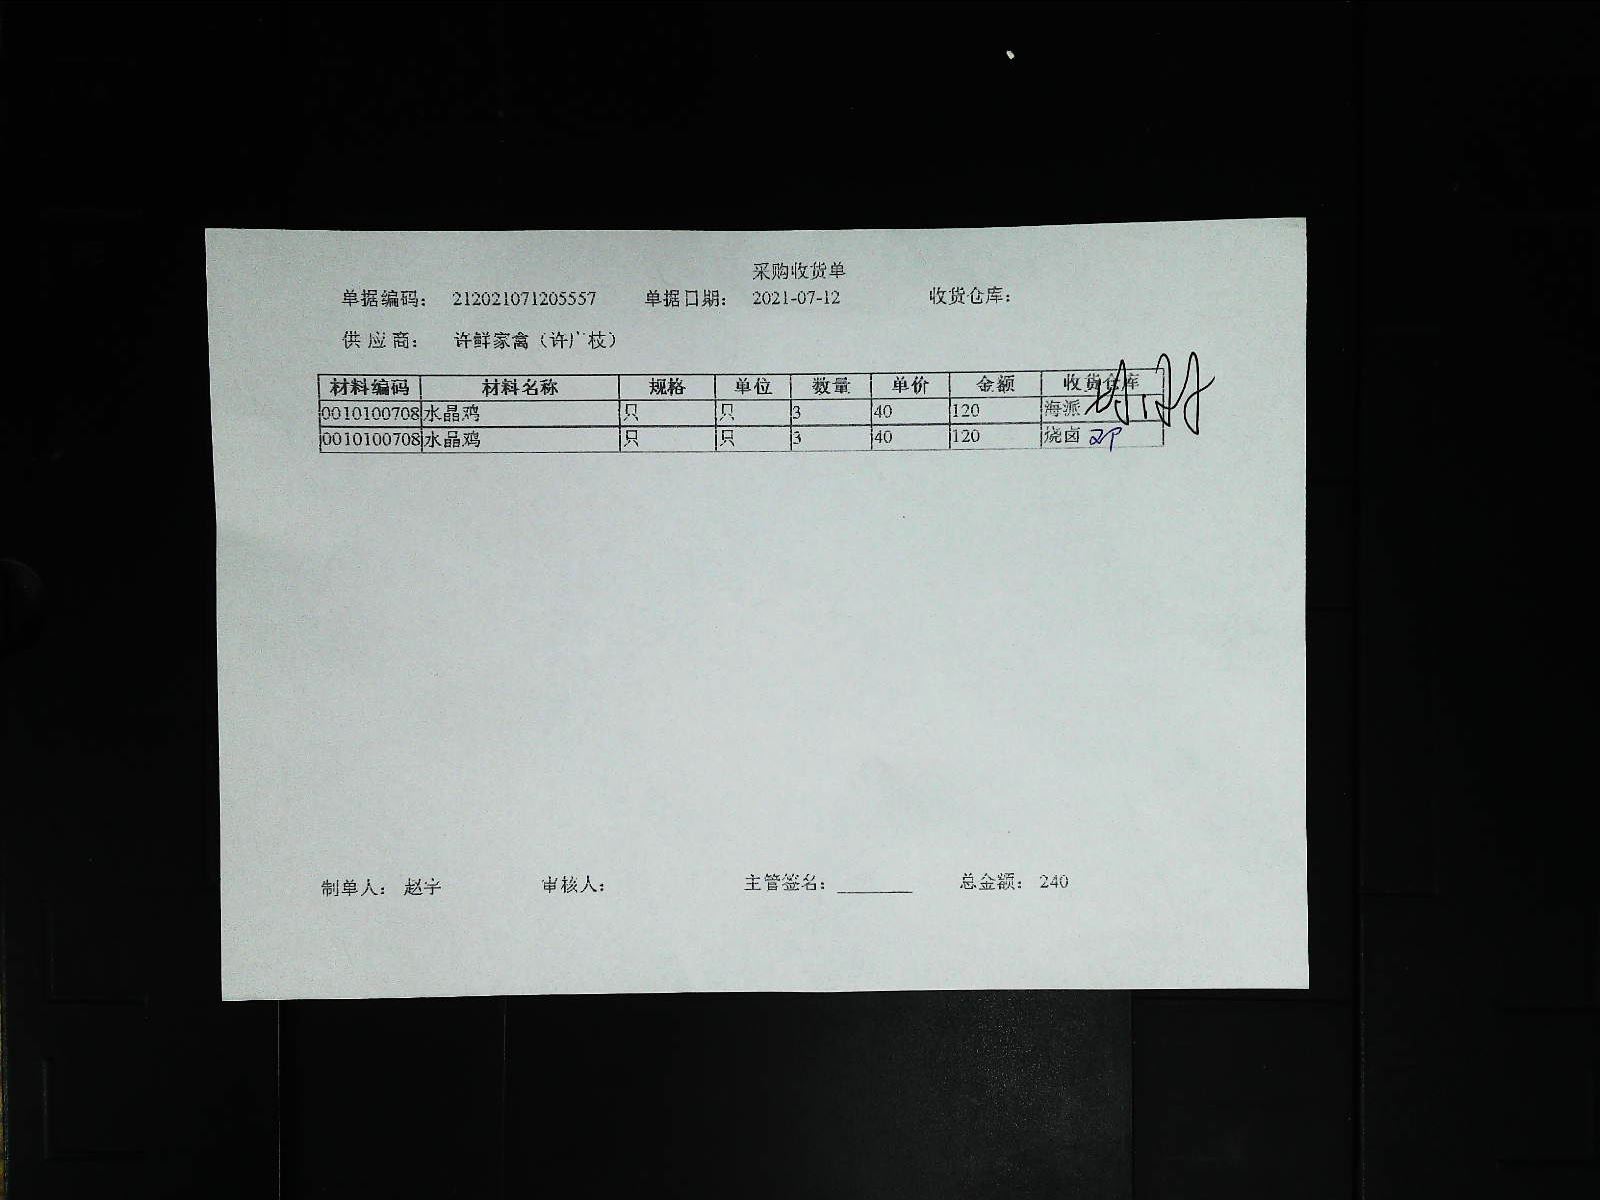 采购收货单
单据编码： 212021071205557 单据日期： 2021-07-12 收货仓库：
供应商： 许鲜家禽（许广枝）
材料编码 材料名称 规格 单位 数量 单价 金额 收货仓库
0010100708 水晶鸡 只 只 3 40 120 海派
0010100708 水晶鸡 只 只 3 40 120 烧卤
制单人： 赵宇 审核人： 主管签名：________ 总金额： 240